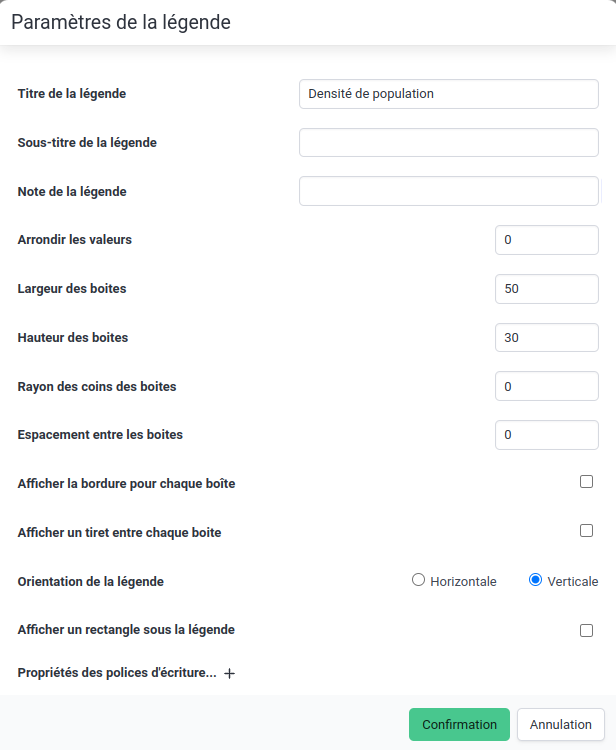 Paramètres de la légende
Titre de la légende Densité de population
Sous-titre de la légende
Note de la légende
Arrondir les valeurs 0
Largeur des boites 50
Hauteur des boites 30
Rayon des coins des boites 0
Espacement entre les boites 0
Afficher la bordure pour chaque boîte
Afficher un tiret entre chaque boite
Orientation de la légende Horizontale Verticale
Afficher un rectangle sous la légende
Propriétés des polices d'écriture... +
Confirmation Annulation